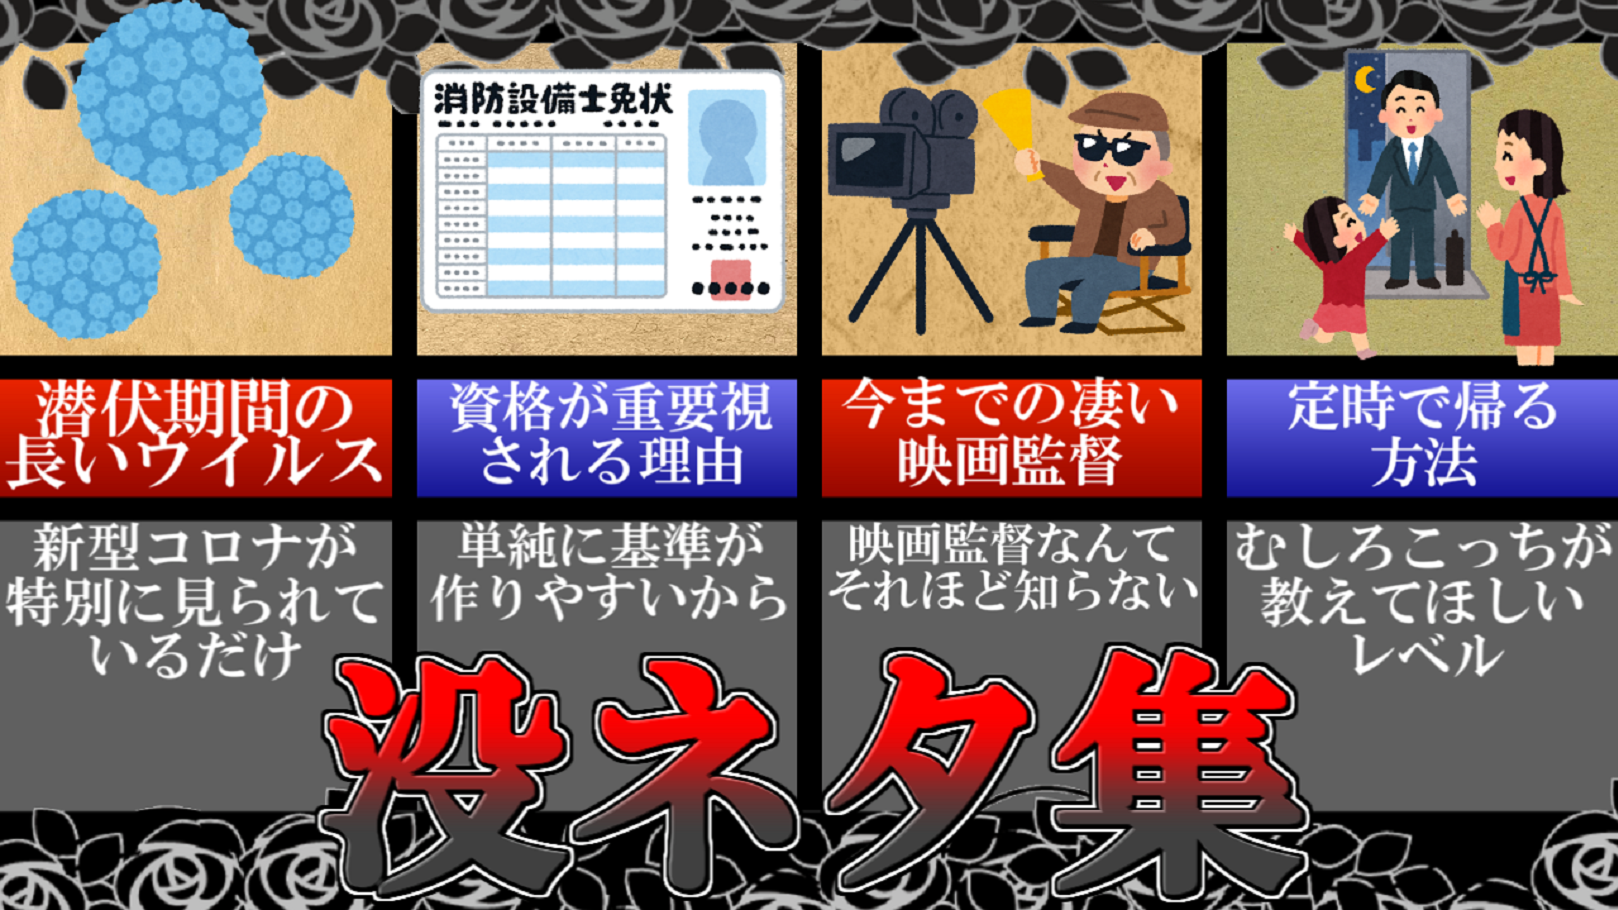 消防設備士免状
潜伏期間の
長いウイルス
資格が重要視
される理由
今までの凄い
映画監督
定時で帰る
方法
新型コロナが
特別に見られて
いるだけ
単純に基準が
作りやすいから
映画監督なんて
それほど知らない
むしろこっちが
教えてほしい
レベル
没ネタ集